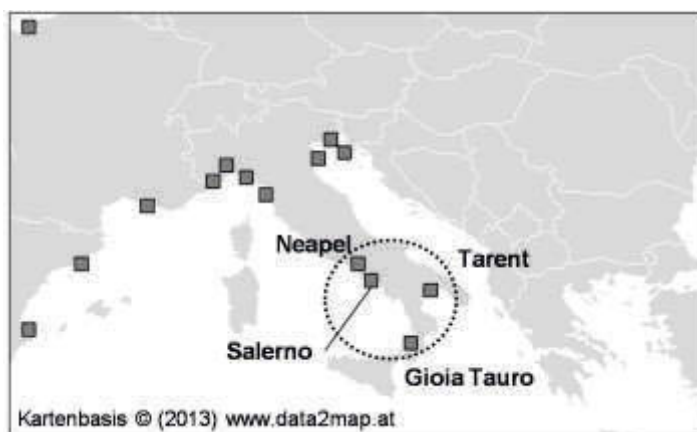 Neapel
Tarent
Salerno
Gioia Tauro
Kartenbasis © (2013) www.data2map.at